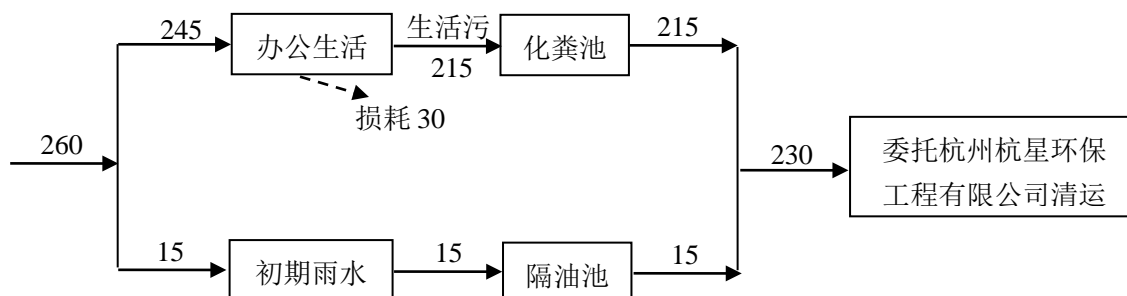 245
办公生活
生活污
215
化粪池
215
损耗 30
260
230
委托杭州杭星环保
工程有限公司清运
15
初期雨水
15
隔油池
15